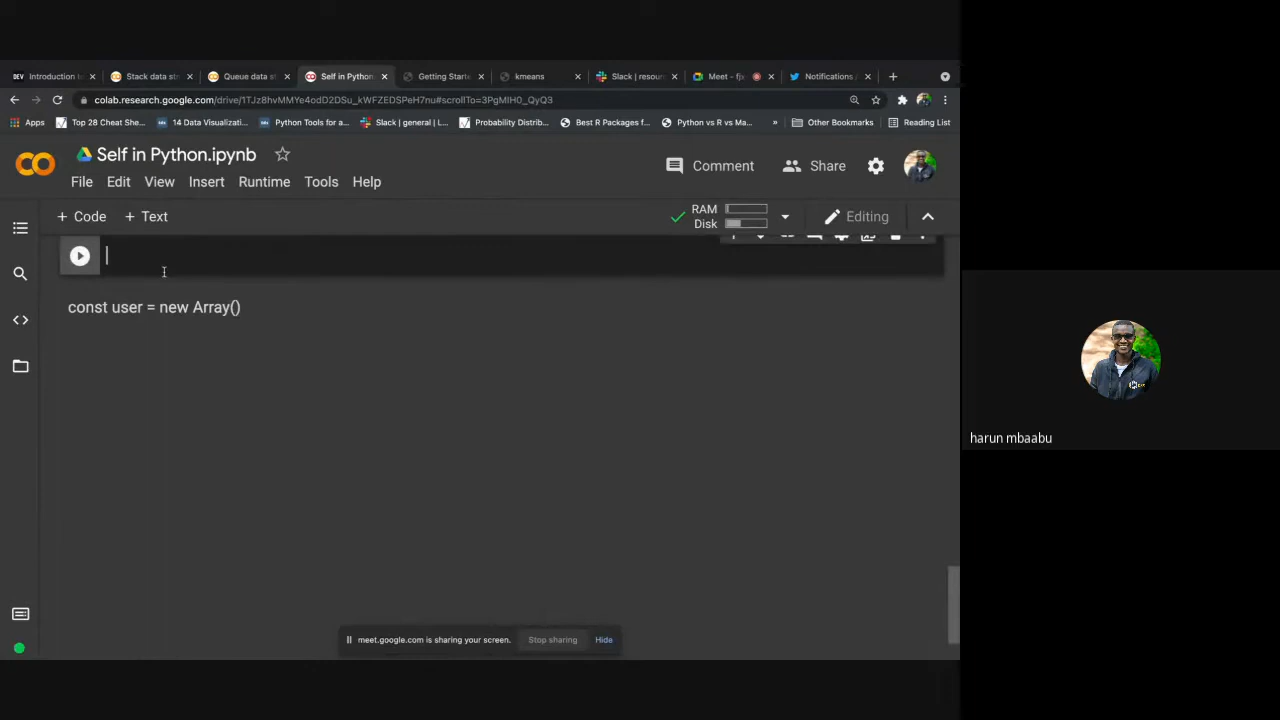 DEV Introduction t
Stack data st
Queue data s
Self in Python
Getting Starte
kmeans
Slack | resour
Meet – fjx
Notifications
colab.research.google.com/drive/1TJz8hvMMYe4odD2DSu_kWFZEDSPeH7nu#scrollTo=3PgMIH0_QyQ3
Apps
Top 28 Cheat She...
14 Data Visualizati...
Python Tools for a...
Slack | general | L...
Probability Distrib...
Best R Packages f...
Python vs R vs Ma...
»
Other Bookmarks
Reading List
Self in Python.ipynb
Comment
Share
File Edit View Insert Runtime Tools Help
+ Code + Text
RAM
Disk
Editing
const user = new Array()
harun mbaabu
meet.google.com is sharing your screen. Stop sharing Hide